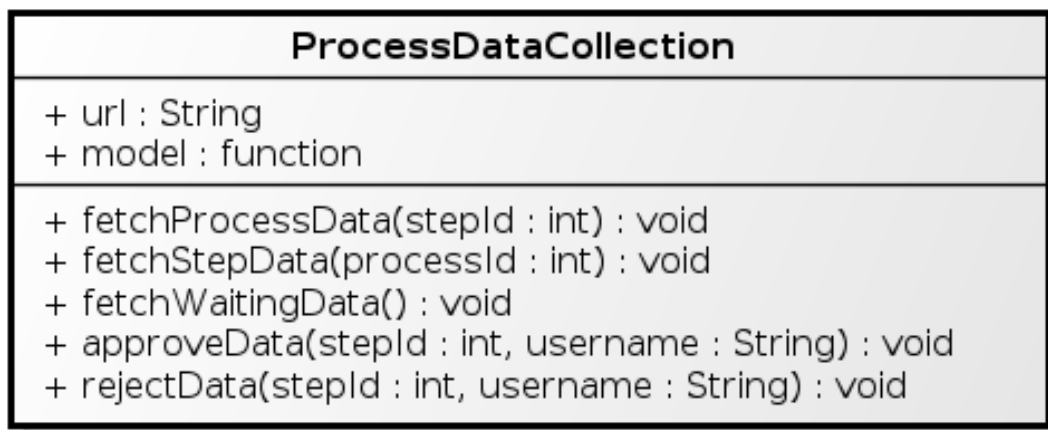 ProcessDataCollection
+ url : String
+ model : function
+ fetchProcessData(stepId : int) : void
+ fetchStepData(processId : int) : void
+ fetchWaitingData() : void
+ approveData(stepId : int, username : String) : void
+ rejectData(stepId : int, username : String) : void